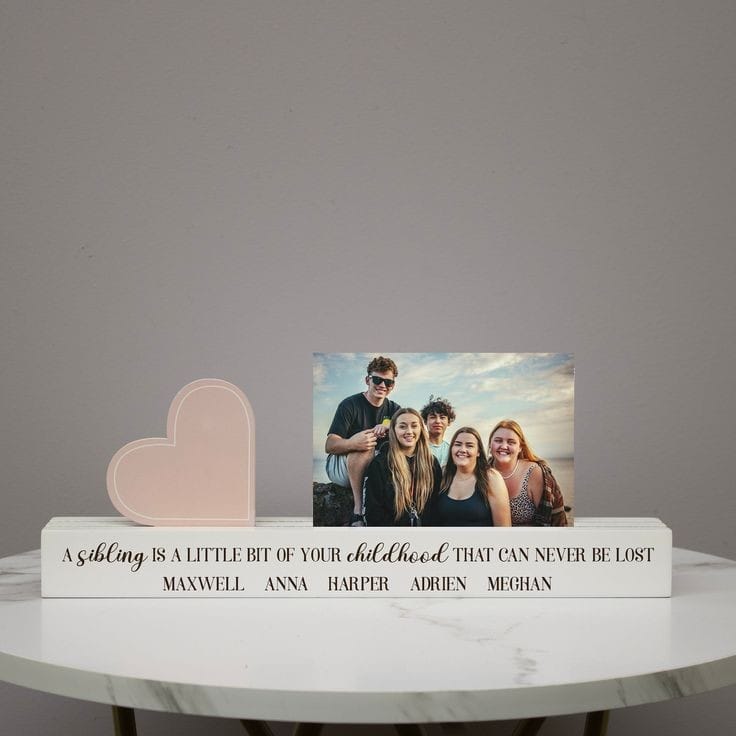 A sibling IS A LITTLE BIT OF YOUR childhood THAT CAN NEVER BE LOST
MAXWELL ANNA HARPER ADRIEN MEGHAN